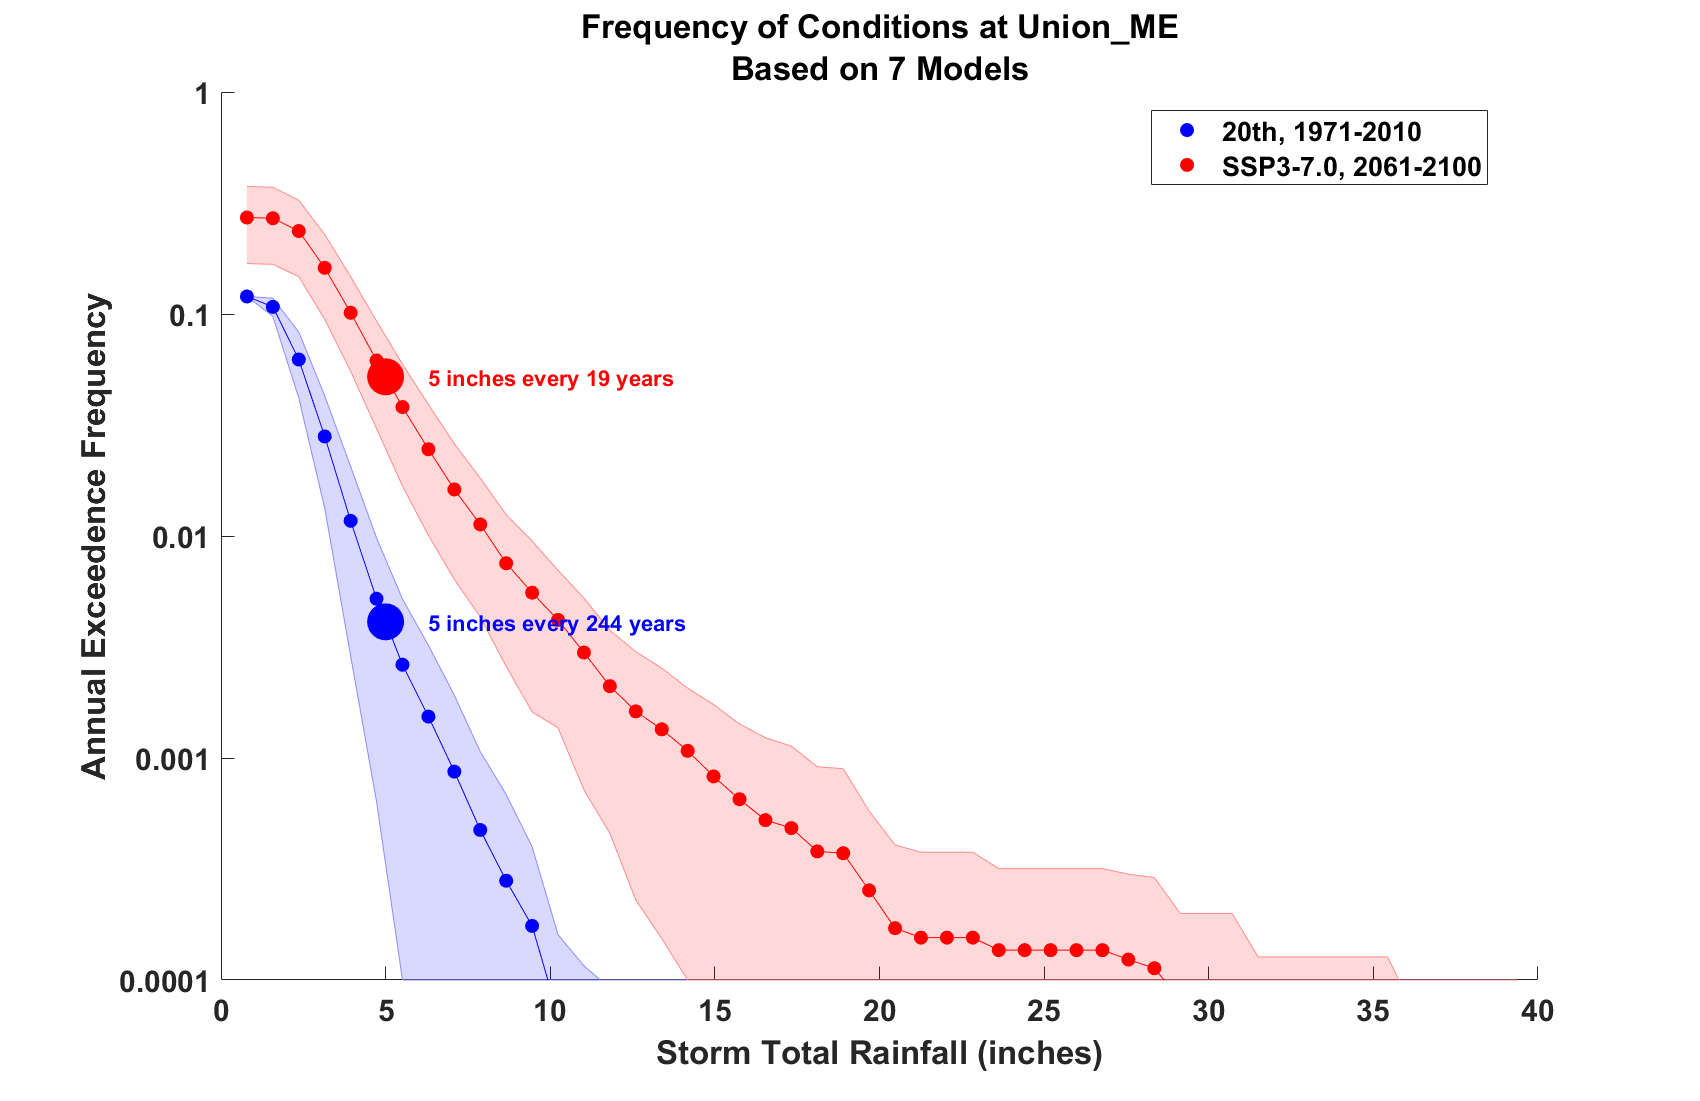 Frequency of Conditions at Union_ME
Based on 7 Models
1
0.1
0.01
0.001
0.0001
Annual Exceedence Frequency
20th, 1971-2010
SSP3-7.0, 2061-2100
5 inches every 19 years
5 inches every 244 years
0 5 10 15 20 25 30 35 40
Storm Total Rainfall (inches)